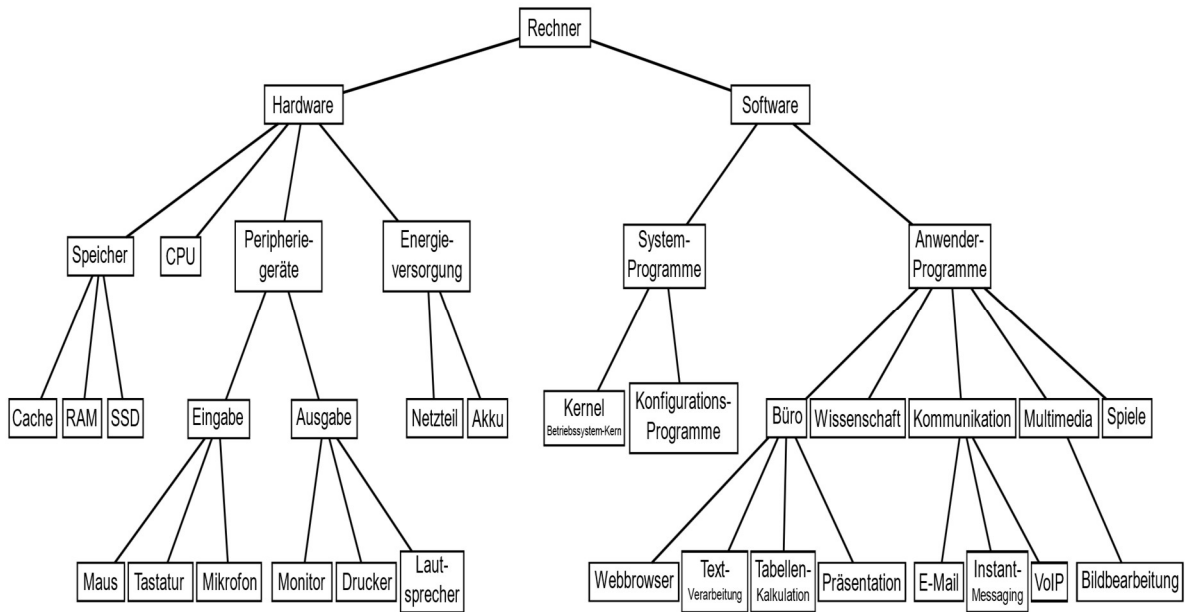 Rechner
Hardware
Software
Speicher
CPU
Peripherie-
geräte
Energie-
versorgung
System-
Programme
Anwender-
Programme
Cache
RAM
SSD
Eingabe
Ausgabe
Netzteil
Akku
Kernel
Betriebssystem-Kern
Konfigurations-
Programme
Büro
Wissenschaft
Kommunikation
Multimedia
Spiele
Maus
Tastatur
Mikrofon
Monitor
Drucker
Laut-
sprecher
Webbrowser
Text-
Verarbeitung
Tabellen-
Kalkulation
Präsentation
E-Mail
Instant-
Messaging
VoIP
Bildbearbeitung